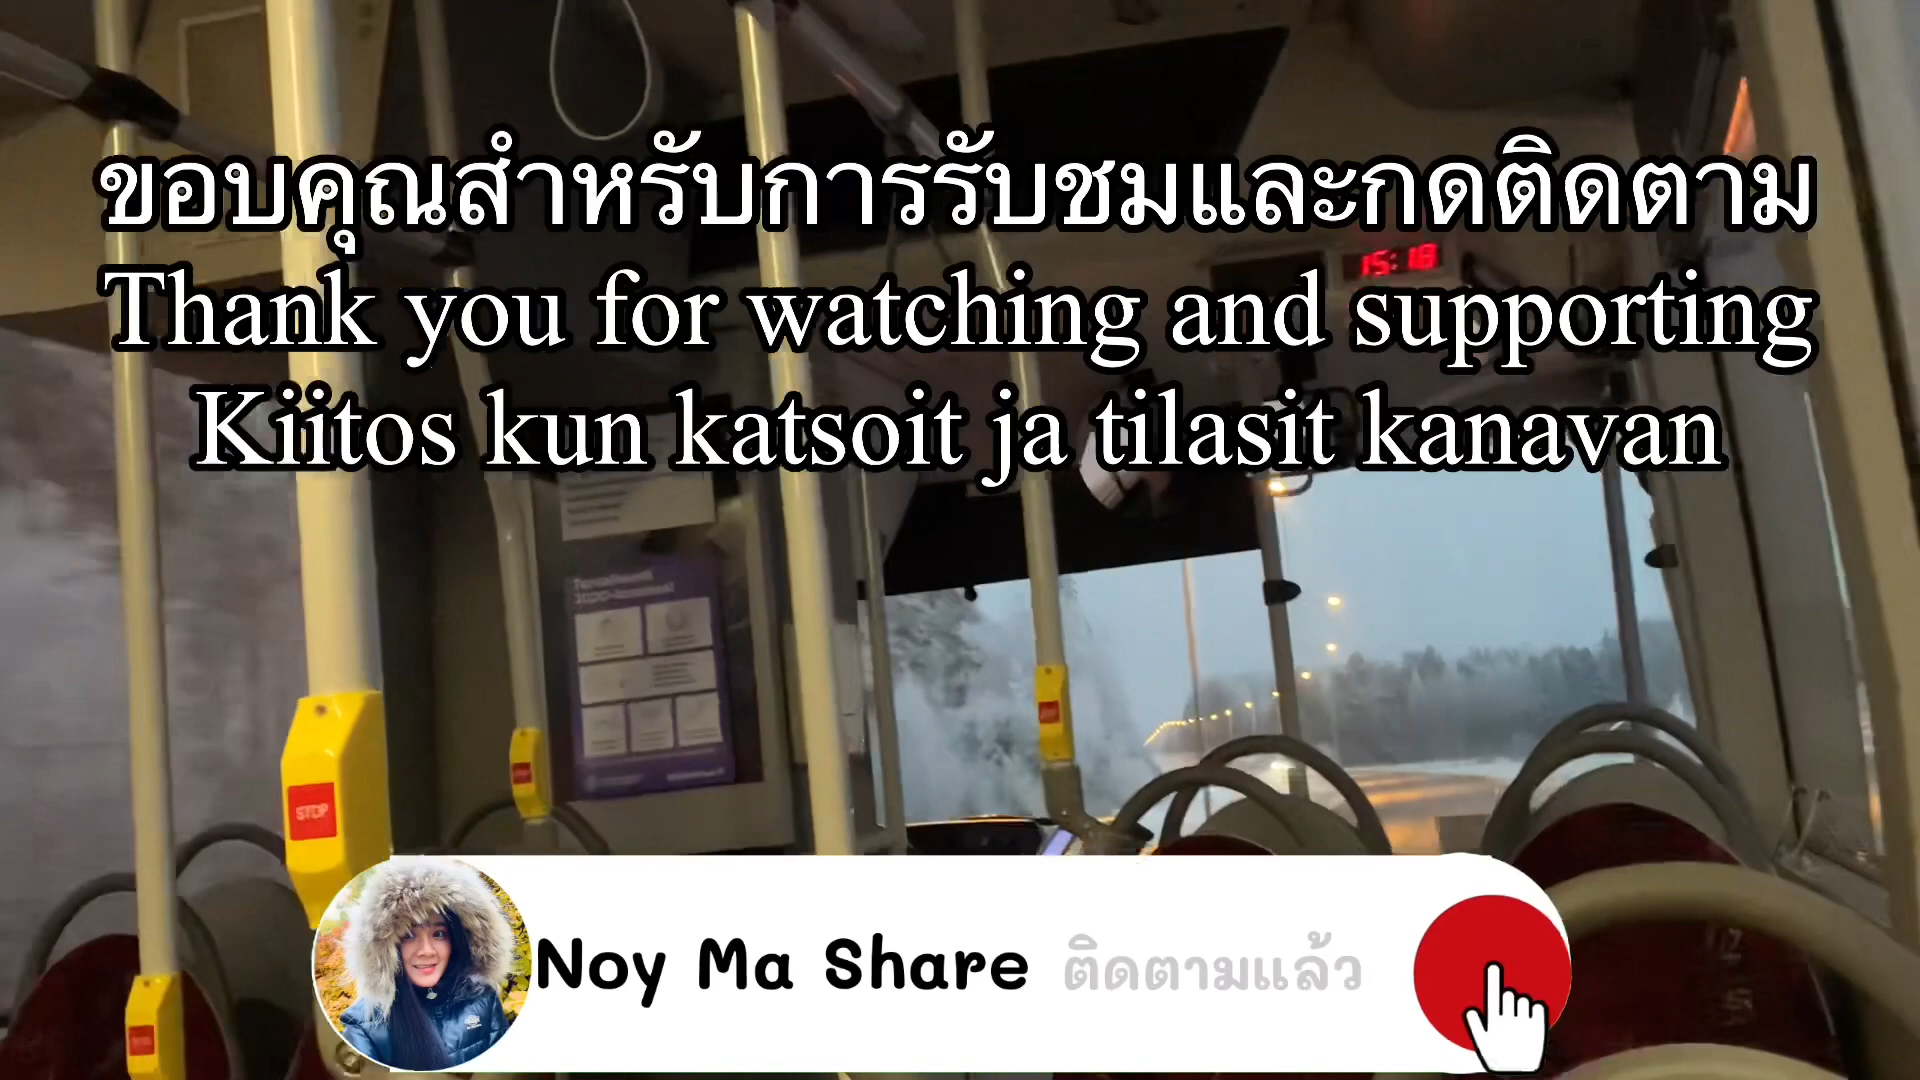 ขอบคุณสำหรับการรับชมและกดติดตาม
15:18
Thank you for watching and supporting
Kiitos kun katsoit ja tilasit kanavan
STOP
Noy Ma Share ติดตามแล้ว